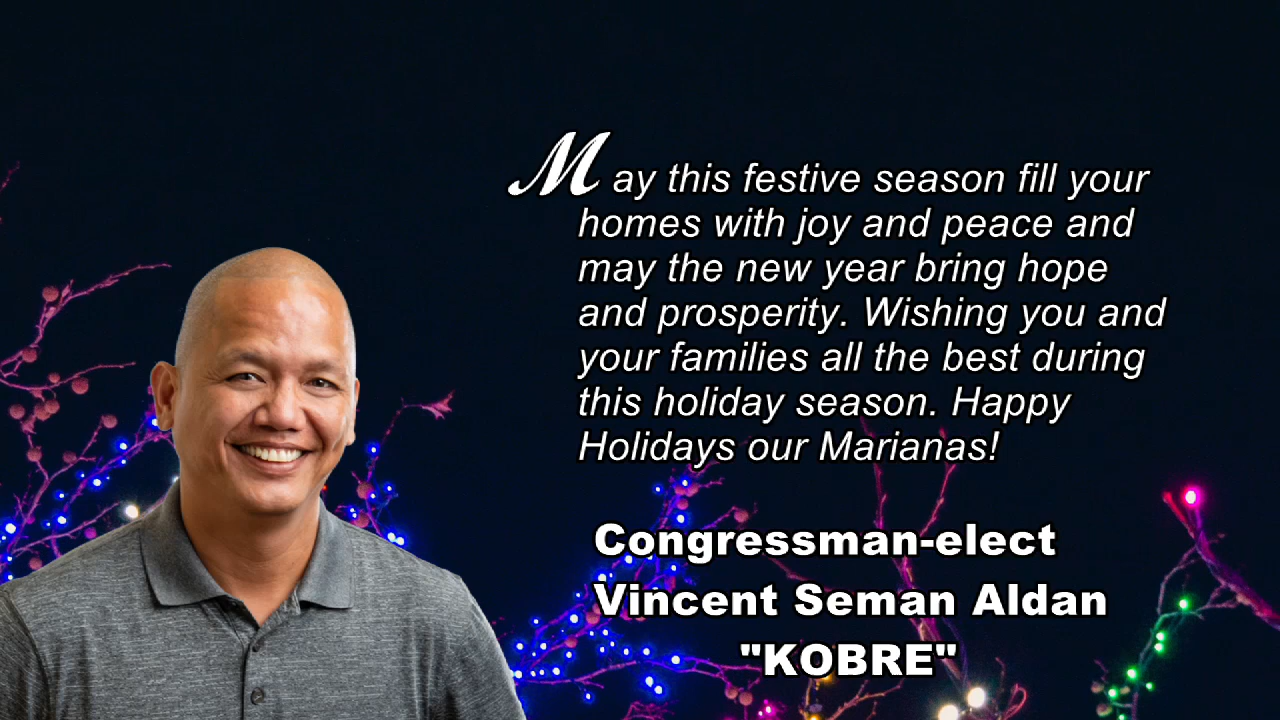 May this festive season fill your
homes with joy and peace and
may the new year bring hope
and prosperity. Wishing you and
your families all the best during
this holiday season. Happy
Holidays our Marianas!
Congressman-elect
Vincent Seman Aldan
"KOBRE"